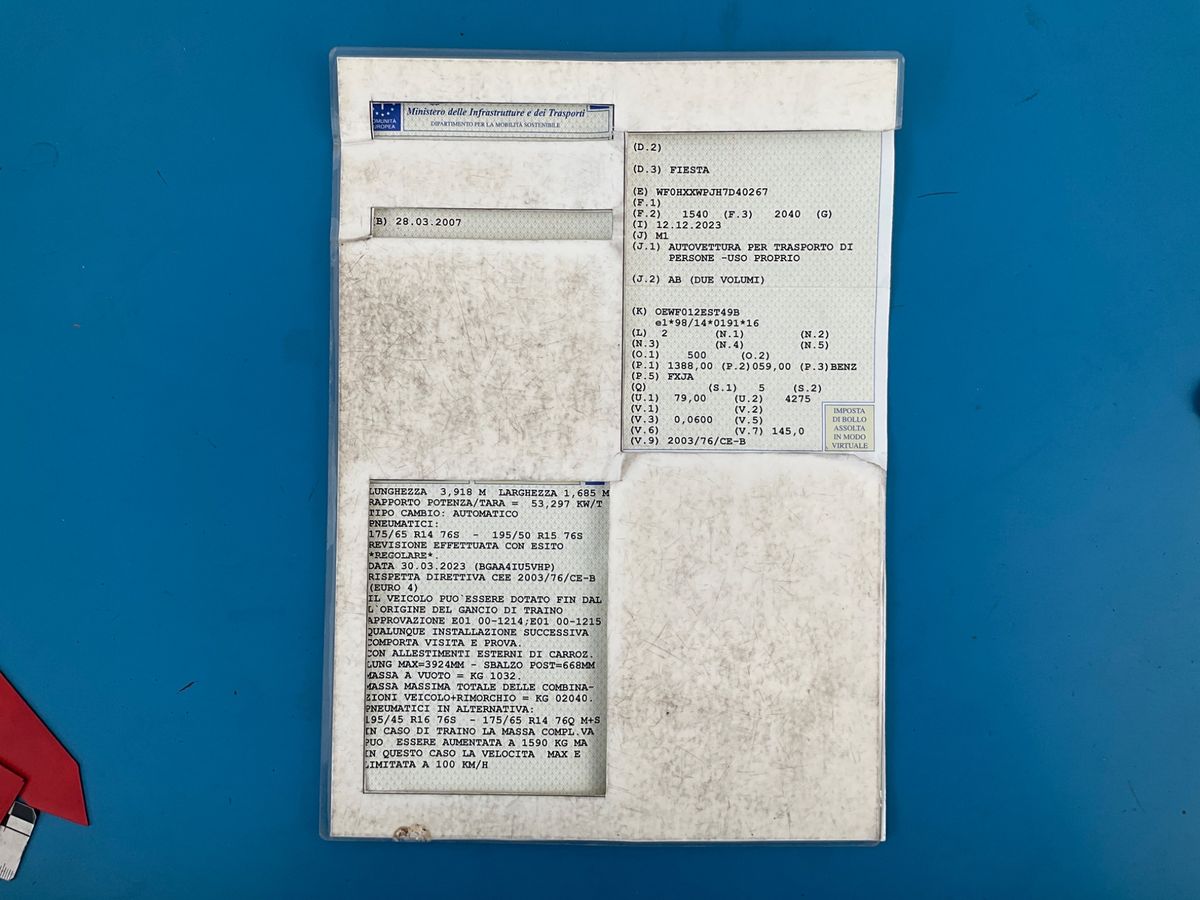 COMUNITÀ
EUROPEA
Ministero delle Infrastrutture e dei Trasporti
DIPARTIMENTO PER LA MOBILITÀ SOSTENIBILE
(B) 28.03.2007
(D.2)
(D.3) FIESTA
(E) WF0HXXWPJH7D40267
(F.1)
(F.2) 1540 (F.3) 2040 (G)
(I) 12.12.2023
(J) M1
(J.1) AUTOVETTURA PER TRASPORTO DI
PERSONE -USO PROPRIO
(J.2) AB (DUE VOLUMI)
(K) OEWF012EST49B
e1*98/14*0191*16
(L) 2 (N.1) (N.2)
(N.3) (N.4) (N.5)
(O.1) 500 (O.2)
(P.1) 1388,00 (P.2)059,00 (P.3)BENZ
(P.5) FXJA
(Q) (S.1) 5 (S.2)
(U.1) 79,00 (U.2) 4275
(V.1) (V.2)
(V.3) 0,0600 (V.5)
(V.6) (V.7) 145,0
(V.9) 2003/76/CE-B
IMPOSTA
DI BOLLO
ASSOLTA
IN MODO
VIRTUALE
LUNGHEZZA 3,918 M LARGHEZZA 1,685 M
RAPPORTO POTENZA/TARA = 53,297 KW/T
TIPO CAMBIO: AUTOMATICO
PNEUMATICI:
175/65 R14 76S - 195/50 R15 76S
REVISIONE EFFETTUATA CON ESITO
*REGOLARE*.
DATA 30.03.2023 (BGAA4IU5VHP)
RISPETTA DIRETTIVA CEE 2003/76/CE-B
(EURO 4)
IL VEICOLO PUO`ESSERE DOTATO FIN DAL
L`ORIGINE DEL GANCIO DI TRAINO
APPROVAZIONE E01 00-1214;E01 00-1215
QUALUNQUE INSTALLAZIONE SUCCESSIVA
COMPORTA VISITA E PROVA.
CON ALLESTIMENTI ESTERNI DI CARROZ.
LUNG MAX=3924MM - SBALZO POST=668MM
MASSA A VUOTO = KG 1032.
MASSA MASSIMA TOTALE DELLE COMBINA-
ZIONI VEICOLO+RIMORCHIO = KG 02040.
PNEUMATICI IN ALTERNATIVA:
195/45 R16 76S - 175/65 R14 76Q M+S
IN CASO DI TRAINO LA MASSA COMPL.VA
PUO ESSERE AUMENTATA A 1590 KG MA
IN QUESTO CASO LA VELOCITA MAX E
LIMITATA A 100 KM/H